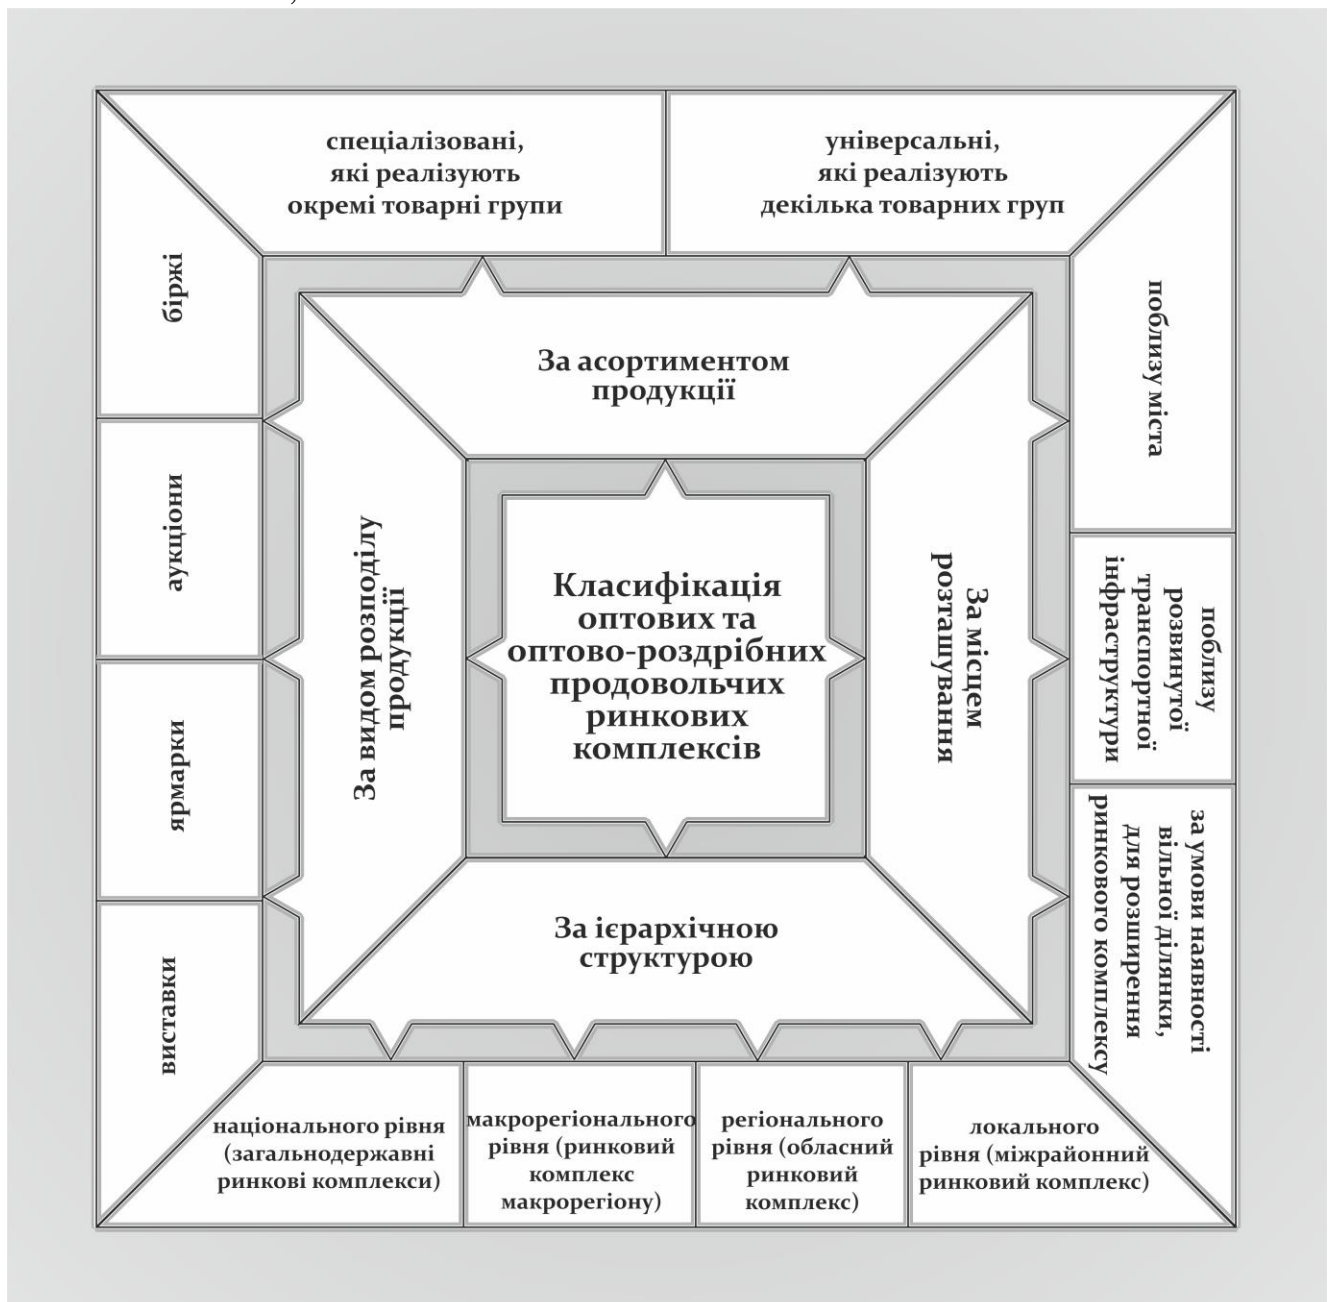 спеціалізовані,
які реалізують
окремі товарні групи
універсальні,
які реалізують
декілька товарних груп
біржі
аукціони
ярмарки
виставки
За асортиментом
продукції
За видом розподілу
продукції
Класифікація
оптових та
оптово-роздрібних
продовольчих
ринкових
комплексів
За місцем
розташування
За ієрархічною
структурою
поблизу міста
поблизу
розвинутої
транспортної
інфраструктури
за умови наявності
вільної ділянки,
для розширення
ринкового комплексу
національного рівня
(загальнодержавні
ринкові комплекси)
макрорегіонального
рівня (ринковий
комплекс
макрорегіону)
регіонального
рівня (обласний
ринковий
комплекс)
локального
рівня (міжрайонний
ринковий комплекс)